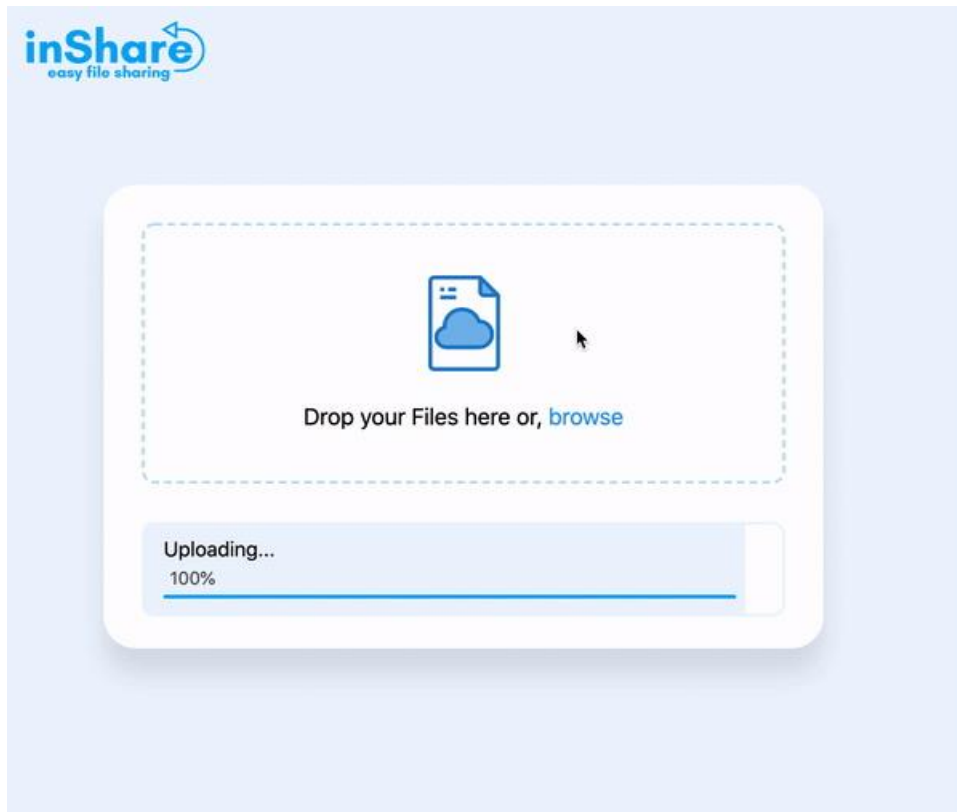 inShare
easy file sharing
Drop your Files here or, browse
Uploading...
100%